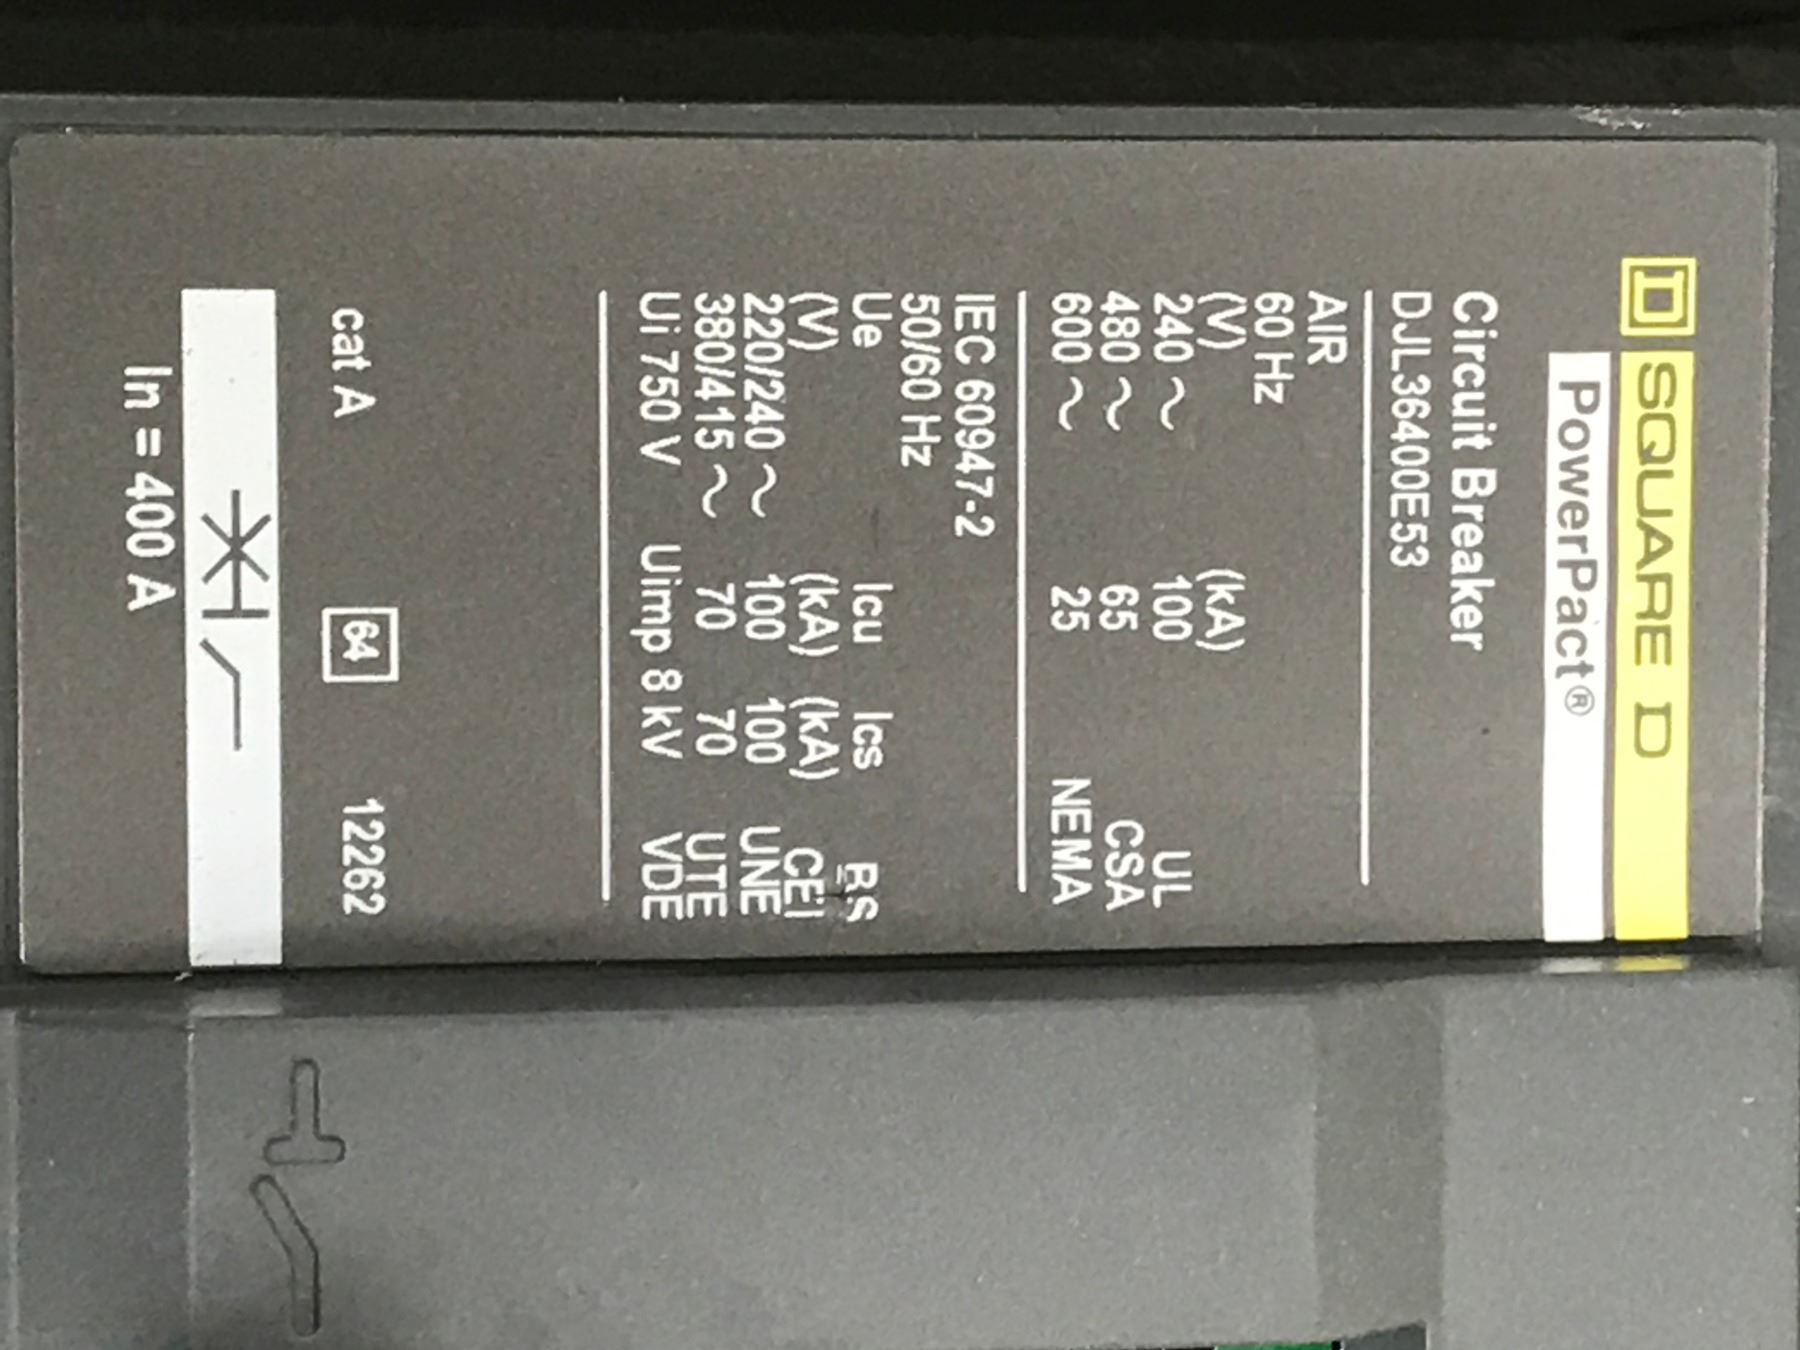 D SQUARE D
PowerPact®
Circuit Breaker
DJL36400E53
AIR
60 Hz
(V) (kA)
240 ~ 100 UL
480 ~ 65 CSA
600 ~ 25 NEMA
IEC 60947-2
50/60 Hz
Ue Icu Ics BS
(V) (kA) (kA) CEI
220/240 ~ 100 100 UNE
380/415 ~ 70 70 UTE
Ui 750 V Uimp 8 kV VDE
cat A 64 12262
In = 400 A